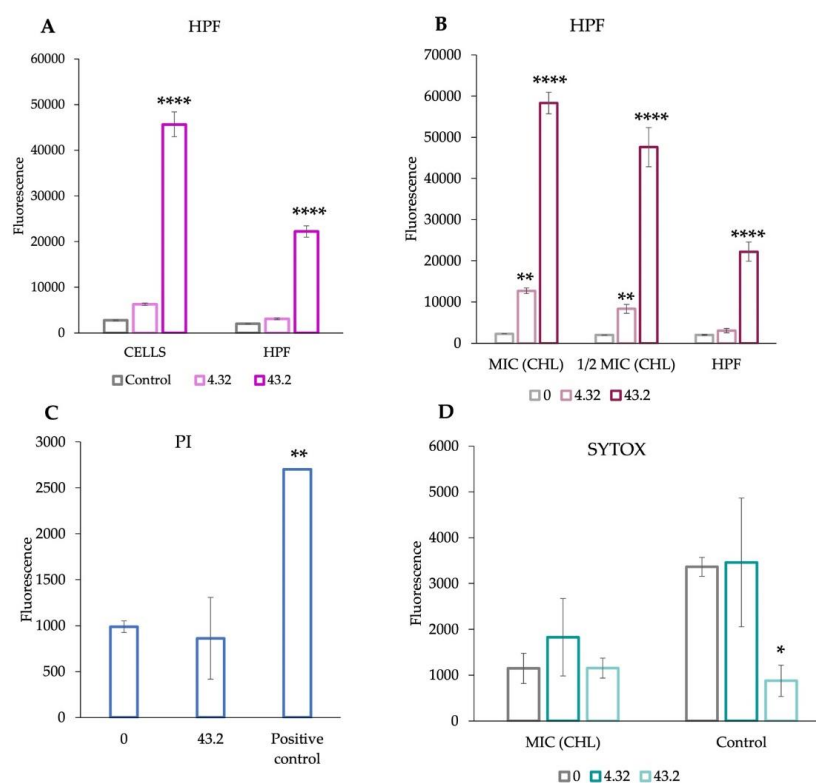 A
HPF
60000
50000
40000
30000
20000
10000
0
Fluorescence
****
****
CELLS HPF
Control 4.32 43.2
B
HPF
70000
60000
50000
40000
30000
20000
10000
0
Fluorescence
** ****
** ****
****
MIC (CHL) 1/2 MIC (CHL) HPF
0 4.32 43.2
C
PI
3000
2500
2000
1500
1000
500
0
Fluorescence
**
0 43.2 Positive
control
D
SYTOX
6000
5000
4000
3000
2000
1000
0
Fluorescence
*
MIC (CHL) Control
0 4.32 43.2